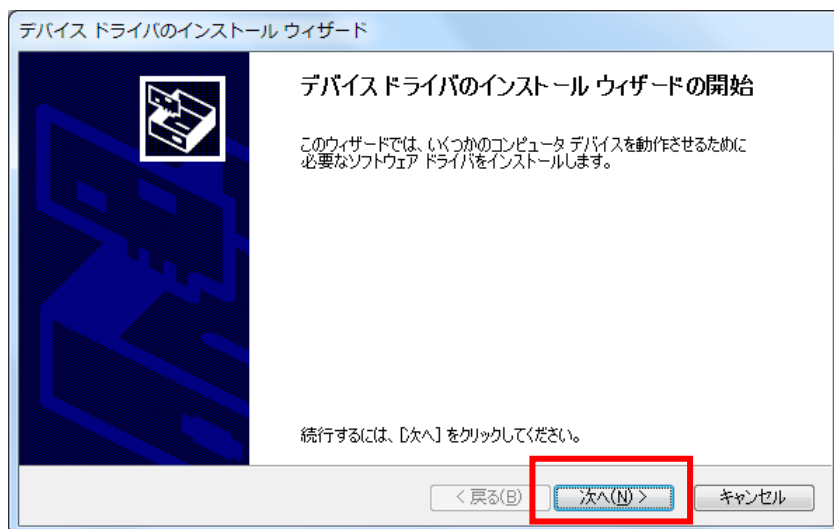 デバイス ドライバのインストール ウィザード
デバイス ドライバのインストール ウィザードの開始
このウィザードでは、いくつかのコンピュータ デバイスを動作させるために
必要なソフトウェア ドライバをインストールします。
続行するには、[次へ] をクリックしてください。
< 戻る(B) 次へ(N) > キャンセル